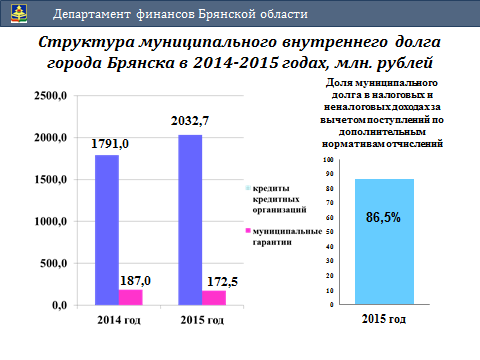 Департамент финансов Брянской области
Структура муниципального внутреннего долга
города Брянска в 2014-2015 годах, млн. рублей
2500,0
2000,0
1500,0
1000,0
500,0
0,0
1791,0
187,0
2032,7
172,5
2014 год
2015 год
кредиты
кредитных
организаций
муниципальные
гарантии
Доля муниципального
долга в налоговых и
неналоговых доходах за
вычетом поступлений по
дополнительным
нормативам отчислений
100
90
80
70
60
50
40
30
20
10
0
86,5%
2015 год